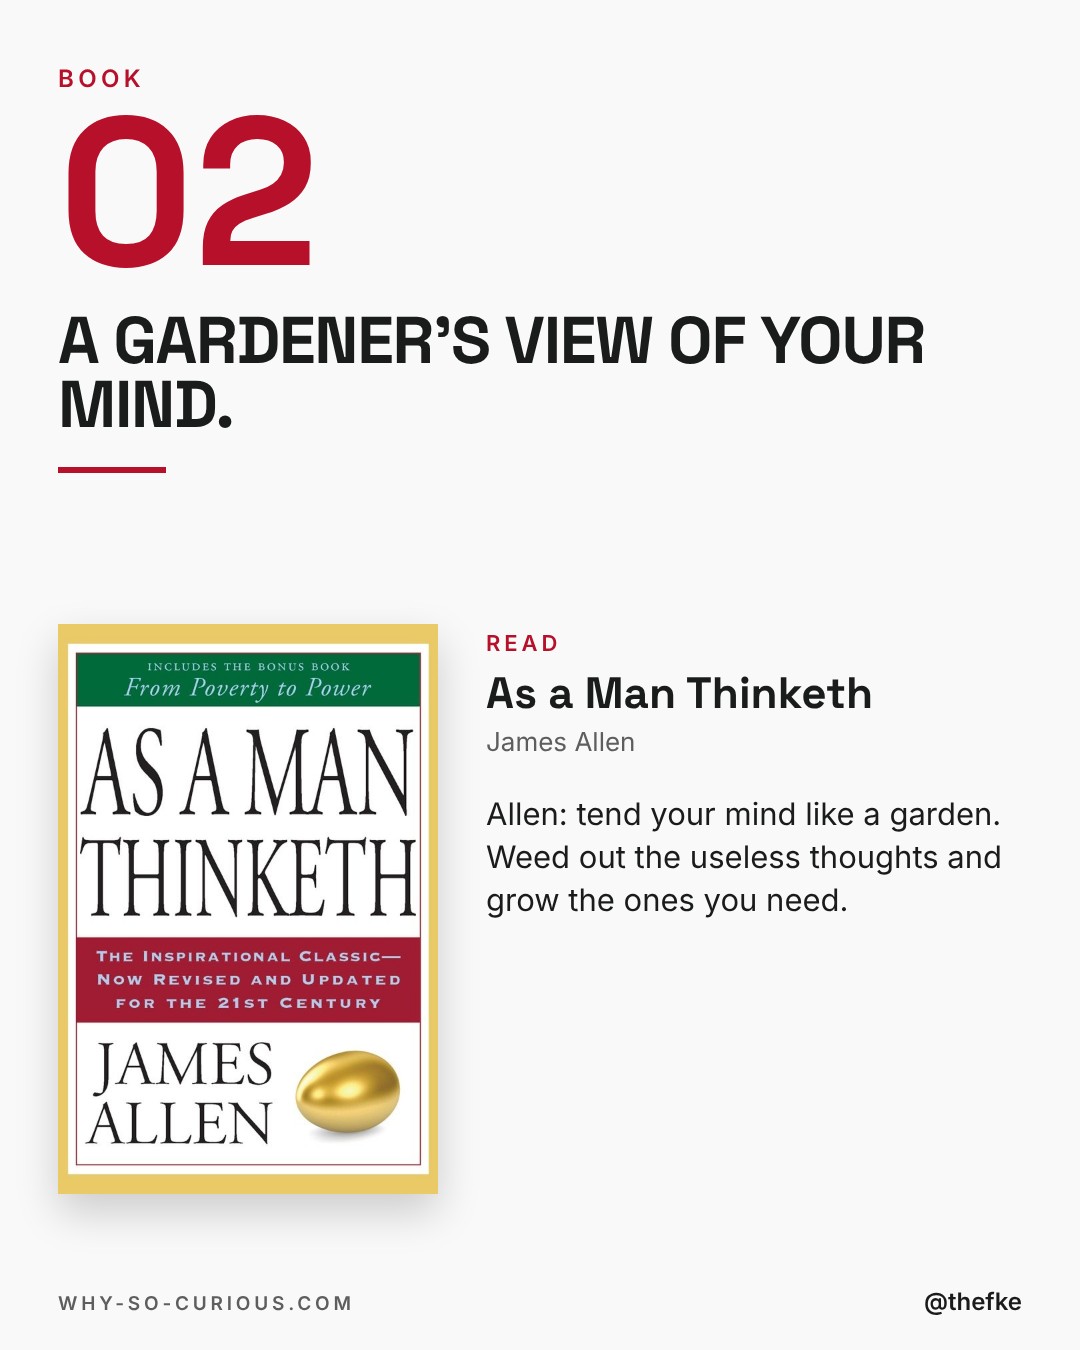 BOOK
02
A GARDENER’S VIEW OF YOUR
MIND.
INCLUDES THE BONUS BOOK
From Poverty to Power
AS A MAN
THINKETH
THE INSPIRATIONAL CLASSIC—
NOW REVISED AND UPDATED
FOR THE 21ST CENTURY
JAMES
ALLEN
READ
As a Man Thinketh
James Allen
Allen: tend your mind like a garden.
Weed out the useless thoughts and
grow the ones you need.
WHY-SO-CURIOUS.COM
@thefke